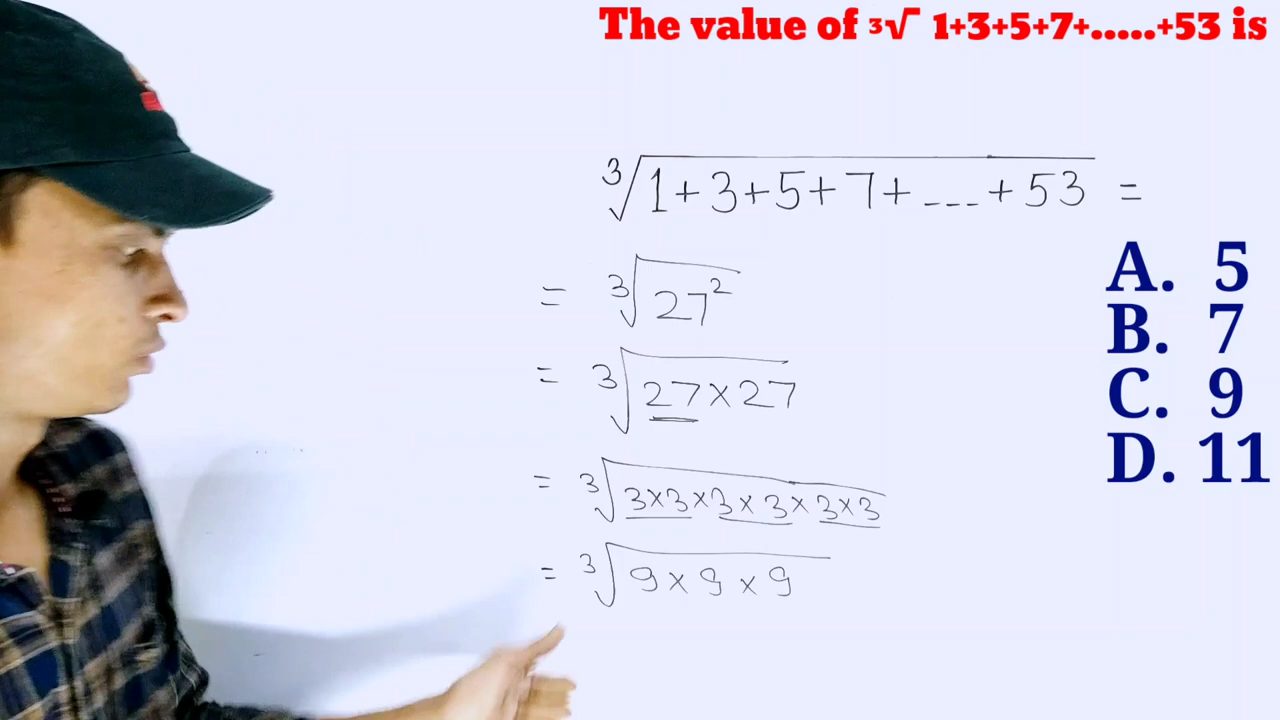 The value of ³√ 1+3+5+7+.....+53 is
³√1+3+5+7+---+53 =
= ³√27²
= ³√27×27
= ³√3×3×3×3×3×3
= ³√9×9×9
A. 5
B. 7
C. 9
D. 11